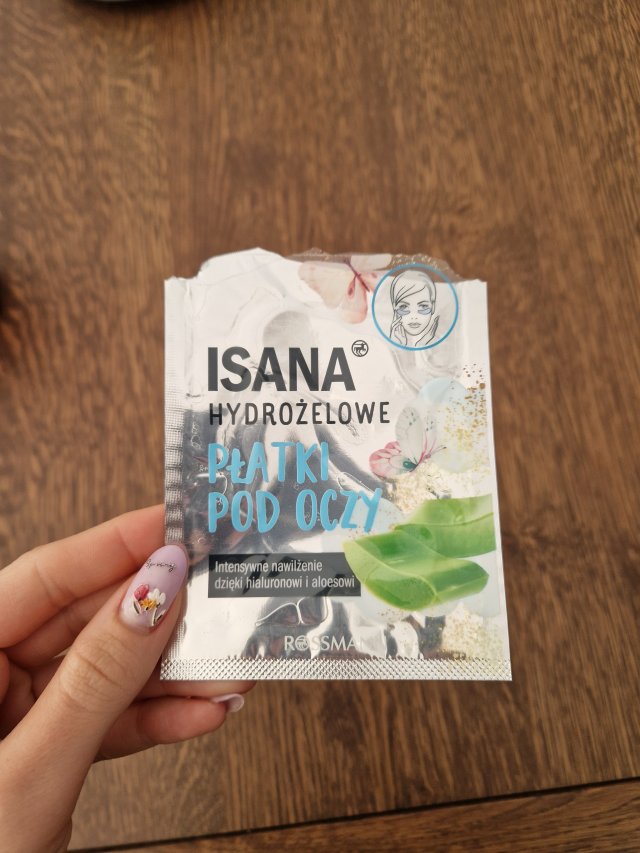 ISANA
HYDROŻELOWE
PŁATKI
POD OCZY
Intensywne nawilżenie
dzięki hialuronowi i aloesowi